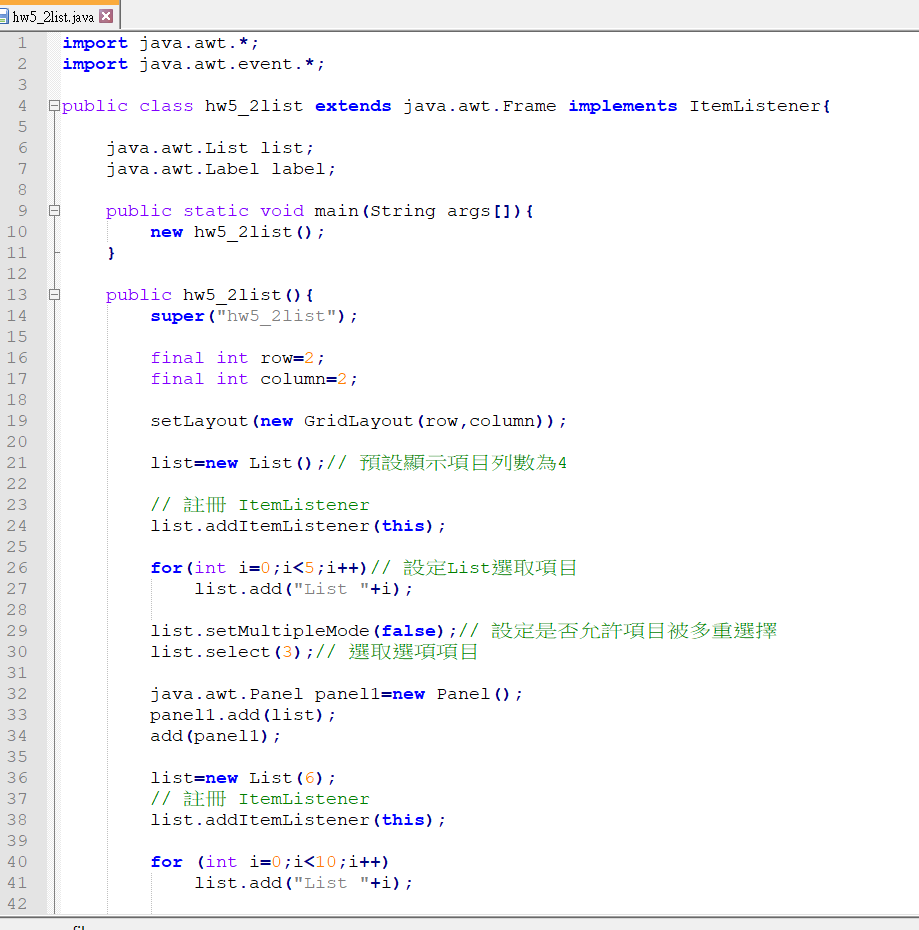 hw5_2list.java
1 import java.awt.*;
2 import java.awt.event.*;
3
4 public class hw5_2list extends java.awt.Frame implements ItemListener{
5
6 java.awt.List list;
7 java.awt.Label label;
8
9 public static void main(String args[]){
10 new hw5_2list();
11 }
12
13 public hw5_2list(){
14 super("hw5_2list");
15
16 final int row=2;
17 final int column=2;
18
19 setLayout(new GridLayout(row,column));
20
21 list=new List();// 預設顯示項目列數為4
22
23 // 註冊 ItemListener
24 list.addItemListener(this);
25
26 for(int i=0;i<5;i++)// 設定List選取項目
27 list.add("List "+i);
28
29 list.setMultipleMode(false);// 設定是否允許項目被多重選擇
30 list.select(3);// 選取選項項目
31
32 java.awt.Panel panel1=new Panel();
33 panel1.add(list);
34 add(panel1);
35
36 list=new List(6);
37 // 註冊 ItemListener
38 list.addItemListener(this);
39
40 for (int i=0;i<10;i++)
41 list.add("List "+i);
42